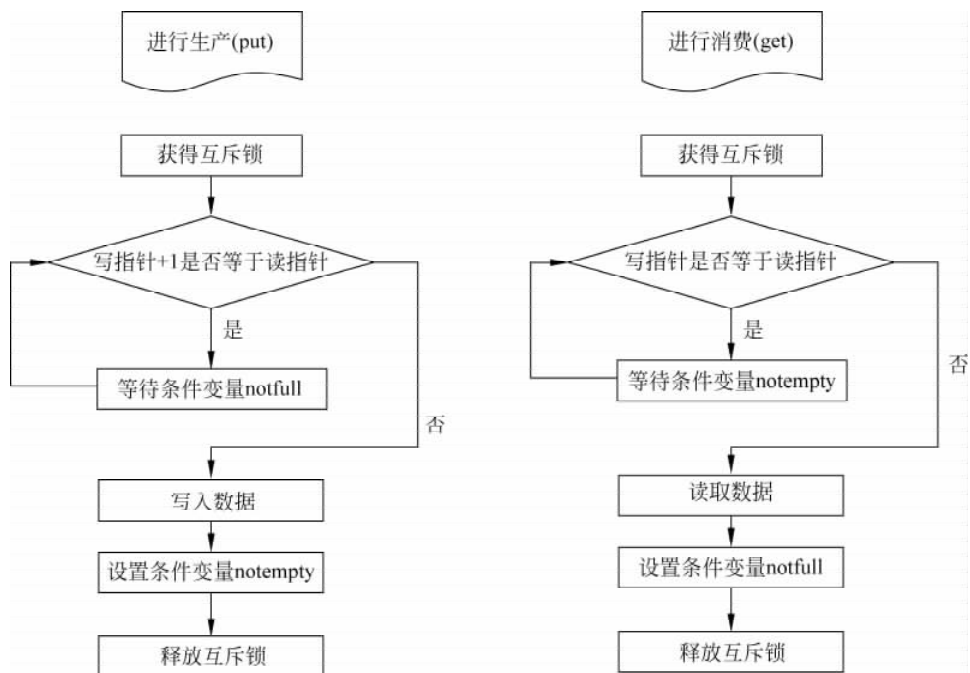 进行生产(put)
获得互斥锁
写指针+1是否等于读指针
是
等待条件变量notfull
否
写入数据
设置条件变量notempty
释放互斥锁
进行消费(get)
获得互斥锁
写指针是否等于读指针
是
等待条件变量notempty
否
读取数据
设置条件变量notfull
释放互斥锁